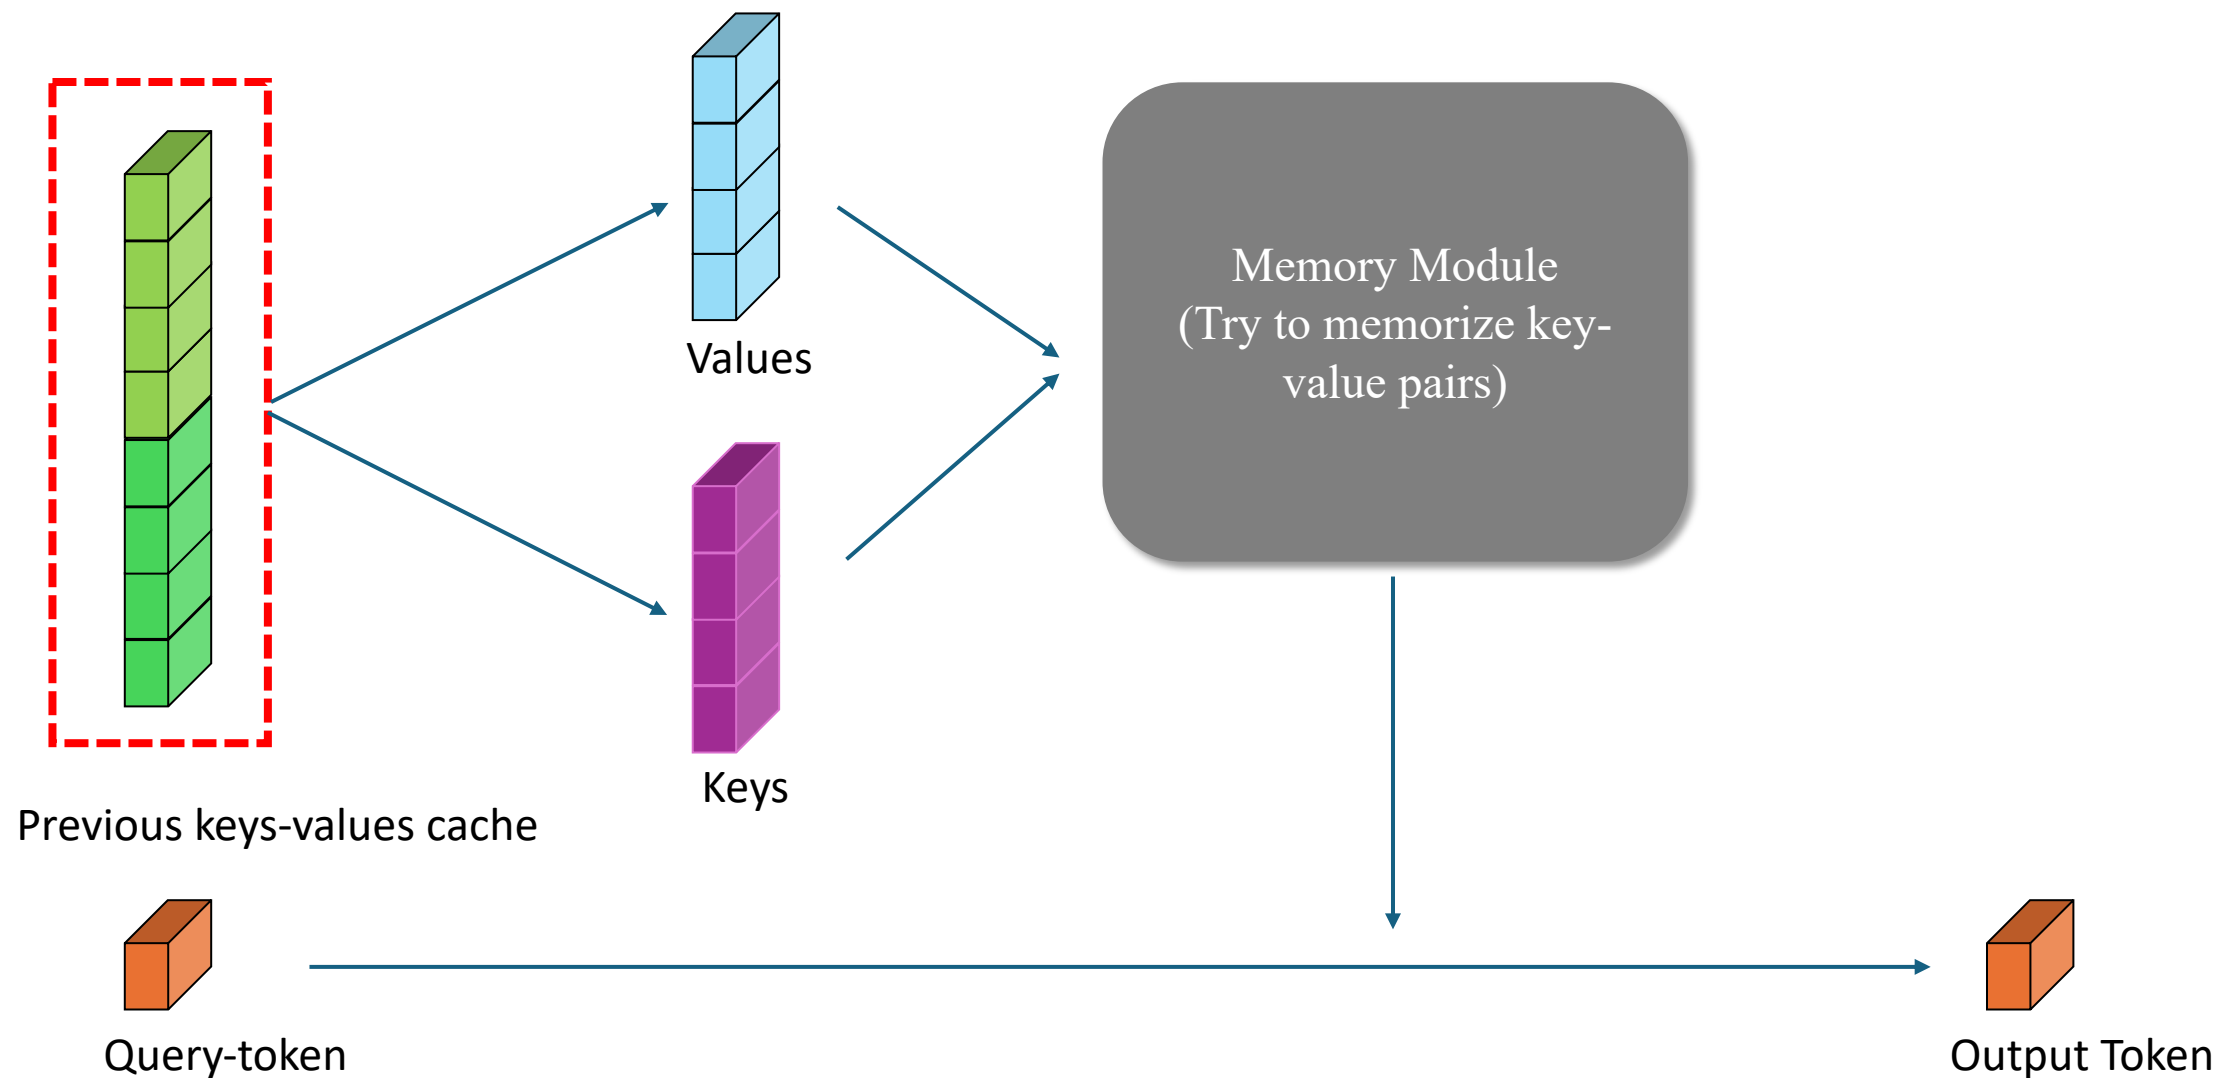 Values
Memory Module
(Try to memorize key-
value pairs)
Keys
Previous keys-values cache
Query-token
Output Token